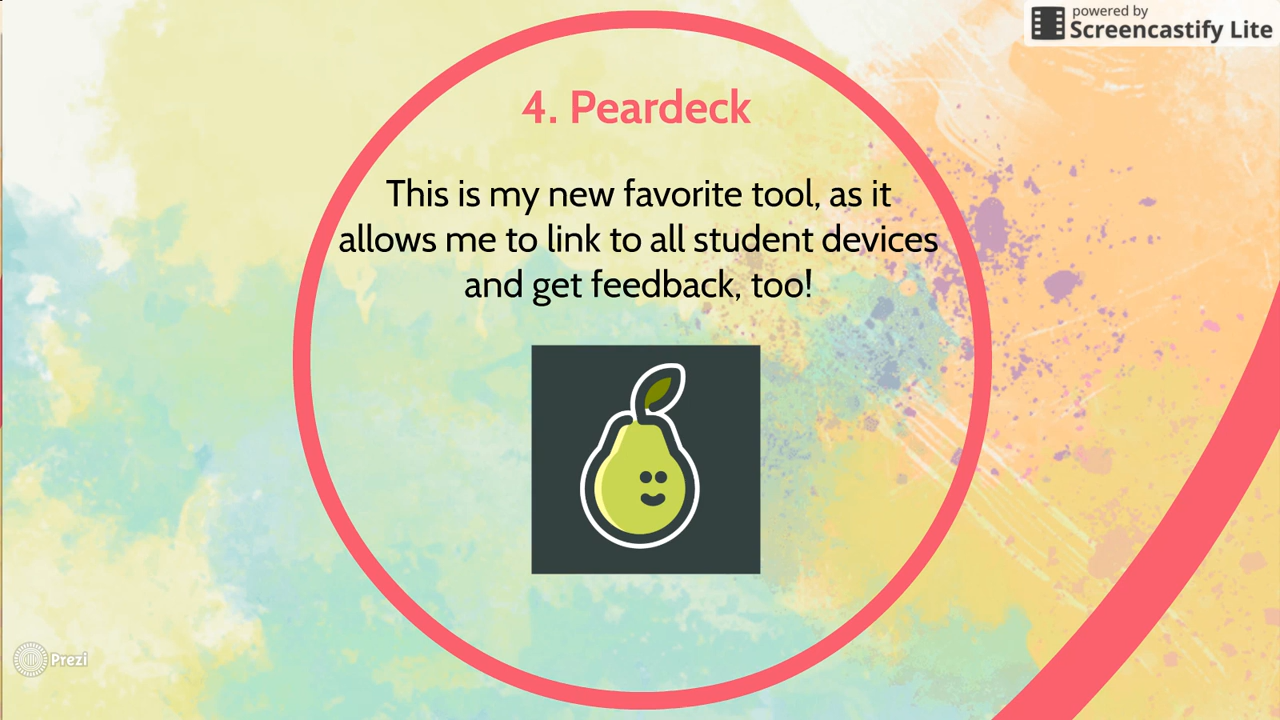 powered by
Screencastify Lite
4. Peardeck
This is my new favorite tool, as it
allows me to link to all student devices
and get feedback, too!
Prezi